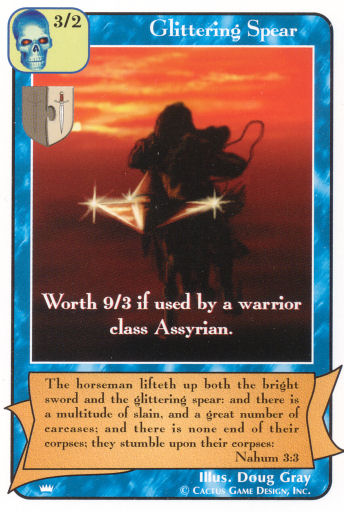 3/2
Glittering Spear
Worth 9/3 if used by a warrior
class Assyrian.
The horseman lifteth up both the bright
sword and the glittering spear: and there is
a multitude of slain, and a great number of
carcases; and there is none end of their
corpses; they stumble upon their corpses:
Nahum 3:3
Illus. Doug Gray
© Cactus Game Design, Inc.